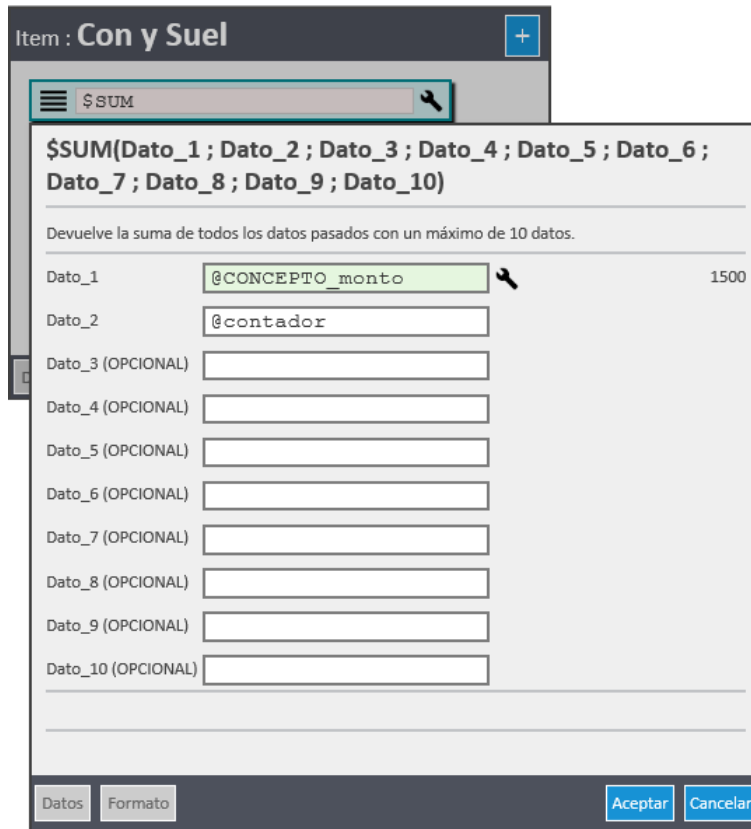 Item : Con y Suel
+
$SUM
$SUM(Dato_1 ; Dato_2 ; Dato_3 ; Dato_4 ; Dato_5 ; Dato_6 ;
Dato_7 ; Dato_8 ; Dato_9 ; Dato_10)
Devuelve la suma de todos los datos pasados con un máximo de 10 datos.
Dato_1 @CONCEPTO_monto 1500
Dato_2 @contador
Dato_3 (OPCIONAL)
Dato_4 (OPCIONAL)
Dato_5 (OPCIONAL)
Dato_6 (OPCIONAL)
Dato_7 (OPCIONAL)
Dato_8 (OPCIONAL)
Dato_9 (OPCIONAL)
Dato_10 (OPCIONAL)
Datos Formato Aceptar Cancelar